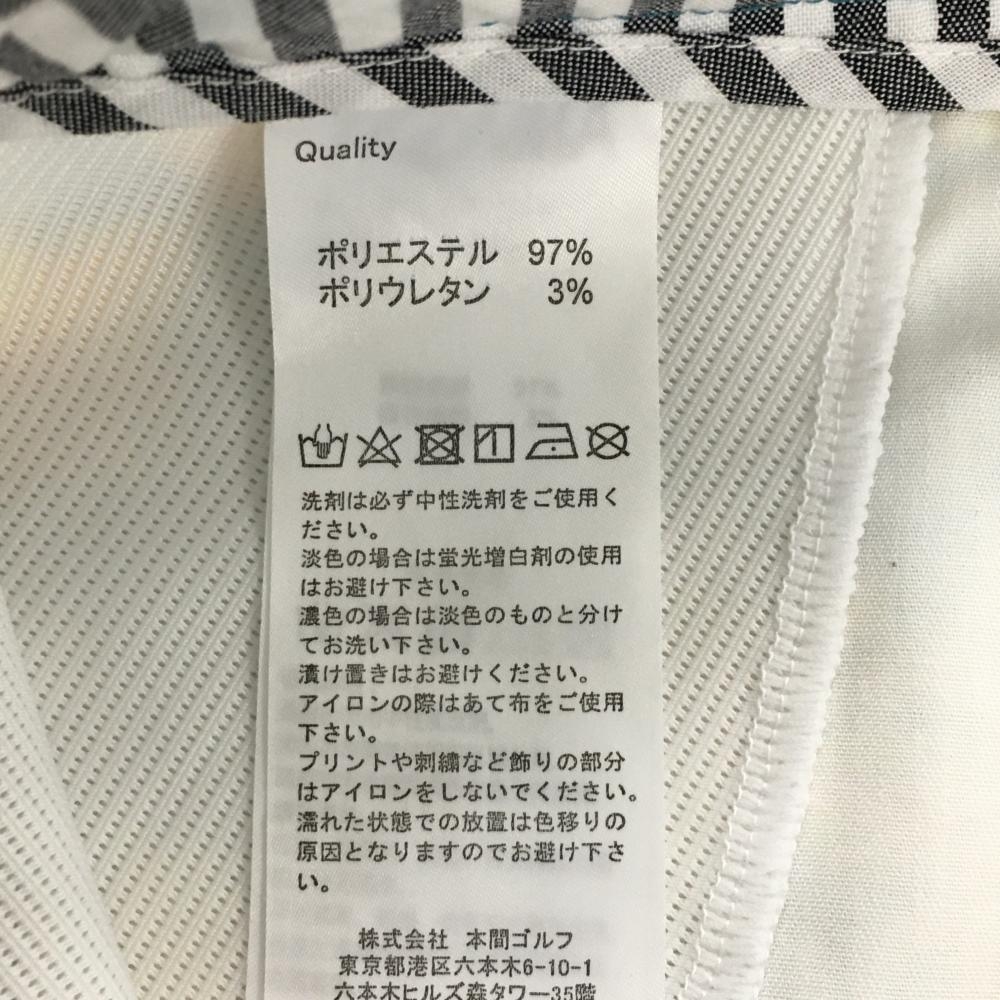 Quality
ポリエステル 97%
ポリウレタン 3%
洗剤は必ず中性洗剤をご使用く
ださい。
淡色の場合は蛍光増白剤の使用
はお避け下さい。
濃色の場合は淡色のものと分け
てお洗い下さい。
漬け置きはお避けください。
アイロンの際はあて布をご使用
下さい。
プリントや刺繍など飾りの部分
はアイロンをしないでください。
濡れた状態での放置は色移りの
原因となりますのでお避け下さ
い。
株式会社 本間ゴルフ
東京都港区六本木6-10-1
六本木ヒルズ森タワー35階